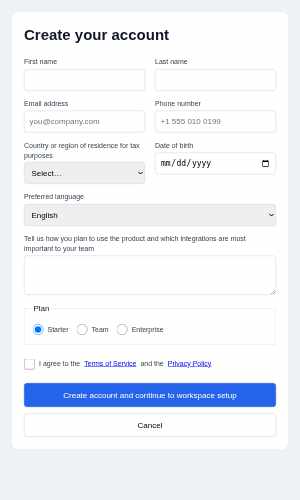 Create your account
First name
Last name
Email address
Phone number
you@company.com
+1 555 010 0199
Country or region of residence for tax
purposes
Date of birth
Select…
mm/dd/yyyy
Preferred language
English
Tell us how you plan to use the product and which integrations are most
important to your team
Plan
Starter
Team
Enterprise
I agree to the Terms of Service and the Privacy Policy
Create account and continue to workspace setup
Cancel